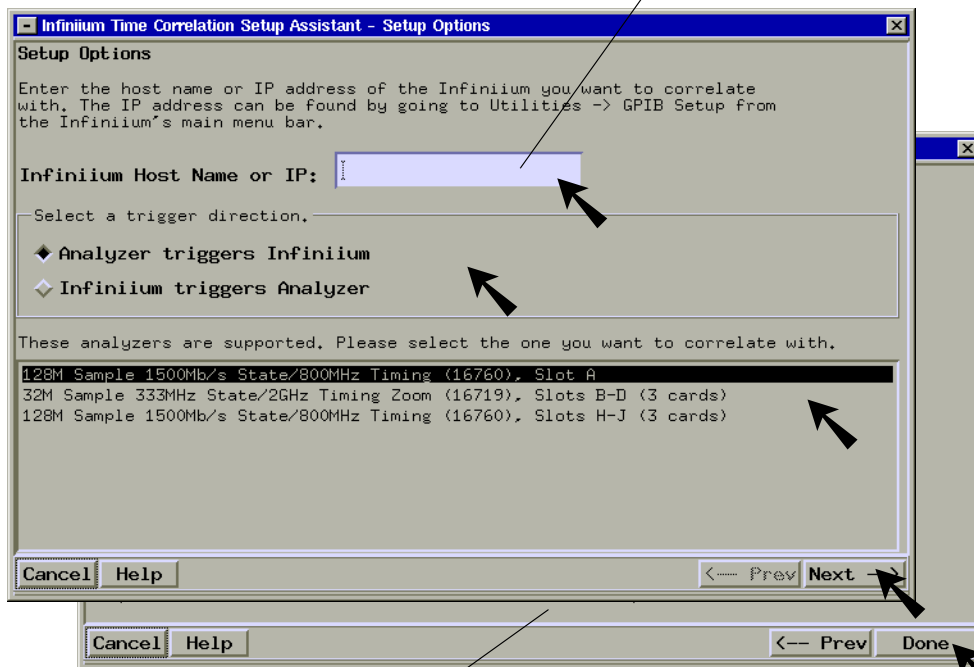 Infiniium Time Correlation Setup Assistant - Setup Options
Setup Options
Enter the host name or IP address of the Infiniium you want to correlate
with. The IP address can be found by going to Utilities -> GPIB Setup from
the Infiniium's main menu bar.
Infiniium Host Name or IP:
Select a trigger direction.
Analyzer triggers Infiniium
Infiniium triggers Analyzer
These analyzers are supported. Please select the one you want to correlate with.
128M Sample 1500Mb/s State/800MHz Timing (16760), Slot A
32M Sample 333MHz State/2GHz Timing Zoom (16719), Slots B-D (3 cards)
128M Sample 1500Mb/s State/800MHz Timing (16760), Slots H-J (3 cards)
Cancel Help <-- Prev Next -->
Cancel Help <-- Prev Done